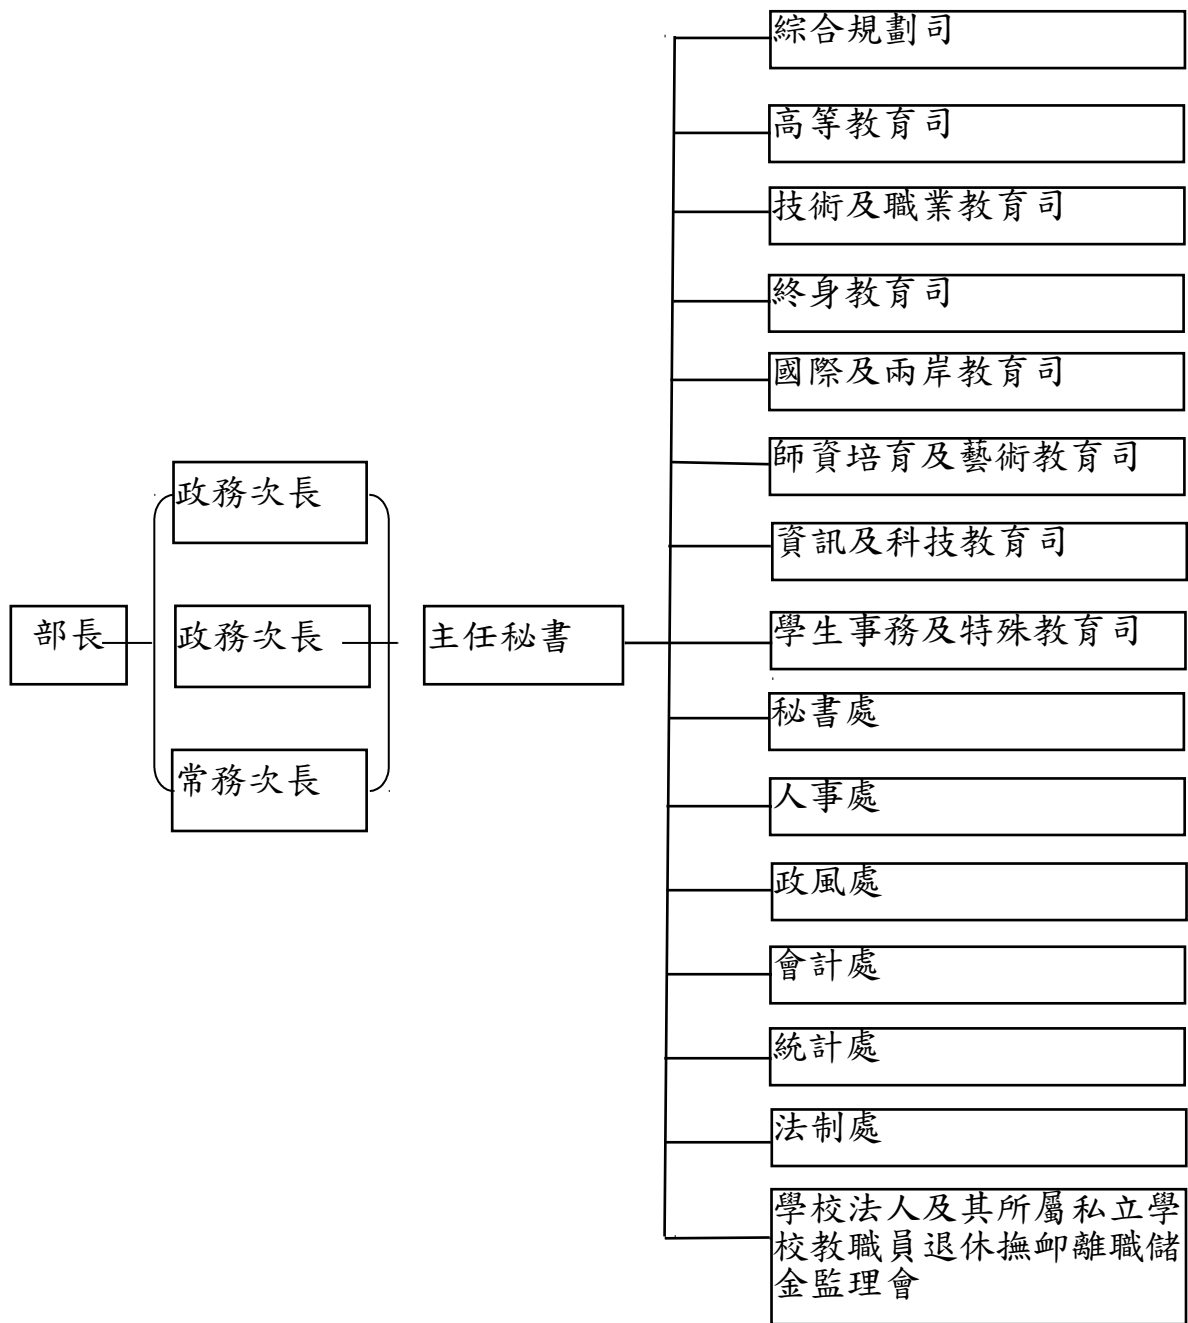 部長
政務次長
政務次長
常務次長
主任秘書
綜合規劃司
高等教育司
技術及職業教育司
終身教育司
國際及兩岸教育司
師資培育及藝術教育司
資訊及科技教育司
學生事務及特殊教育司
秘書處
人事處
政風處
會計處
統計處
法制處
學校法人及其所屬私立學
校教職員退休撫卹離職儲
金監理會